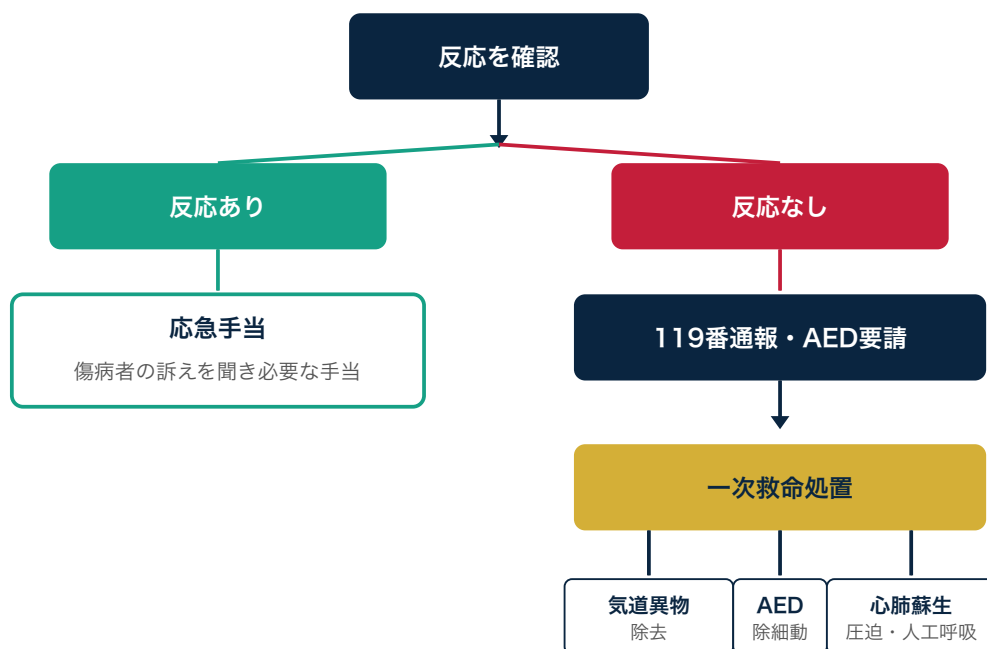 反応を確認
反応あり
反応なし
応急手当
傷病者の訴えを聞き必要な手当
119番通報・AED要請
一次救命処置
気道異物
除去
AED
除細動
心肺蘇生
圧迫・人工呼吸